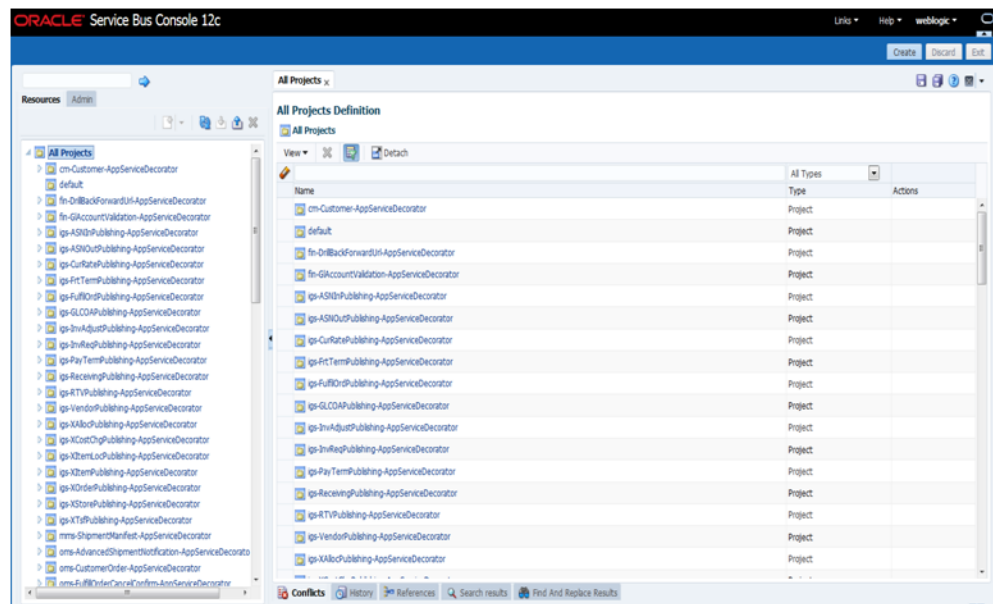 ORACLE Service Bus Console 12c
Links Help weblogic
Create Discard Exit
Resources Admin
All Projects
cm-Customer-AppServiceDecorator
default
fin-DrillBackForwardUrl-AppServiceDecorator
fin-GlAccountValidation-AppServiceDecorator
igs-ASNInPublishing-AppServiceDecorator
igs-ASNOutPublishing-AppServiceDecorator
igs-CurRatePublishing-AppServiceDecorator
igs-FrtTermPublishing-AppServiceDecorator
igs-FulfilOrdPublishing-AppServiceDecorator
igs-GLCOAPublishing-AppServiceDecorator
igs-InvAdjustPublishing-AppServiceDecorator
igs-InvReqPublishing-AppServiceDecorator
igs-PayTermPublishing-AppServiceDecorator
igs-ReceivingPublishing-AppServiceDecorator
igs-RTVPublishing-AppServiceDecorator
igs-VendorPublishing-AppServiceDecorator
igs-XAllocPublishing-AppServiceDecorator
igs-XCostChgPublishing-AppServiceDecorator
igs-XItemLocPublishing-AppServiceDecorator
igs-XItemPublishing-AppServiceDecorator
igs-XOrderPublishing-AppServiceDecorator
igs-XStorePublishing-AppServiceDecorator
igs-XTsfPublishing-AppServiceDecorator
mms-ShipmentManifest-AppServiceDecorator
oms-AdvancedShipmentNotification-AppServiceDecorato
oms-CustomerOrder-AppServiceDecorator
oms-FulfilOrderCancelConfirm-AppServiceDecorator
All Projects x
All Projects Definition
All Projects
View Detach
All Types
Name Type Actions
cm-Customer-AppServiceDecorator Project
default Project
fin-DrillBackForwardUrl-AppServiceDecorator Project
fin-GlAccountValidation-AppServiceDecorator Project
igs-ASNInPublishing-AppServiceDecorator Project
igs-ASNOutPublishing-AppServiceDecorator Project
igs-CurRatePublishing-AppServiceDecorator Project
igs-FrtTermPublishing-AppServiceDecorator Project
igs-FulfilOrdPublishing-AppServiceDecorator Project
igs-GLCOAPublishing-AppServiceDecorator Project
igs-InvAdjustPublishing-AppServiceDecorator Project
igs-InvReqPublishing-AppServiceDecorator Project
igs-PayTermPublishing-AppServiceDecorator Project
igs-ReceivingPublishing-AppServiceDecorator Project
igs-RTVPublishing-AppServiceDecorator Project
igs-VendorPublishing-AppServiceDecorator Project
igs-XAllocPublishing-AppServiceDecorator Project
Conflicts History References Search results Find And Replace Results